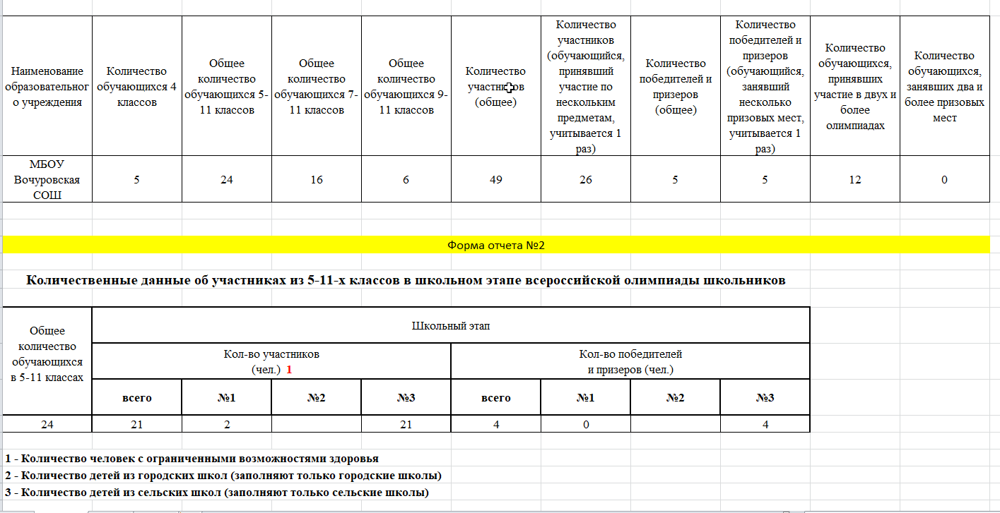 Наименование
образовательног
о учреждения
Количество
обучающихся 4
классов
Общее
количество
обучающихся 5-
11 классов
Общее
количество
обучающихся 7-
11 классов
Общее
количество
обучающихся 9-
11 классов
Количество
участников
(общее)
Количество
участников
(обучающийся,
принявший
участие по
нескольким
предметам,
учитывается 1
раз)
Количество
победителей и
призеров
(общее)
Количество
победителей и
призеров
(обучающийся,
занявший
несколько
призовых мест,
учитывается 1
раз)
Количество
обучающихся,
принявших
участие в двух и
более
олимпиадах
Количество
обучающихся,
занявших два и
более призовых
мест
МБОУ
Вочуровская
СОШ
5
24
16
6
49
26
5
5
12
0
Форма отчета №2
Количественные данные об участниках из 5-11-х классов в школьном этапе всероссийской олимпиады школьников
Общее
количество
обучающихся
в 5-11 классах
Школьный этап
Кол-во участников
(чел.) 1
Кол-во победителей
и призеров (чел.)
всего
№1
№2
№3
всего
№1
№2
№3
24
21
2
21
4
0
4
1 - Количество человек с ограниченными возможностями здоровья
2 - Количество детей из городских школ (заполняют только городские школы)
3 - Количество детей из сельских школ (заполняют только сельские школы)